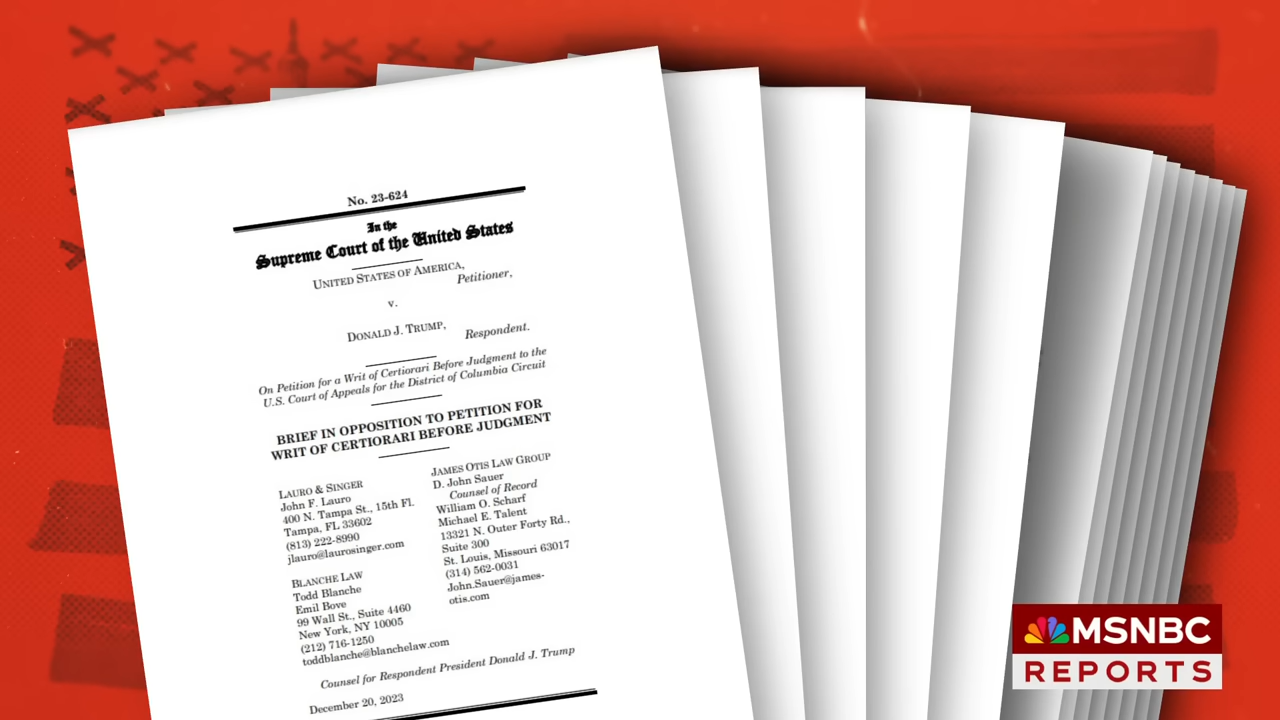 No. 23-624
In the
Supreme Court of the United States
UNITED STATES OF AMERICA,
Petitioner,
v.
DONALD J. TRUMP,
Respondent.
On Petition for a Writ of Certiorari Before Judgment to the
U.S. Court of Appeals for the District of Columbia Circuit
BRIEF IN OPPOSITION TO PETITION FOR
WRIT OF CERTIORARI BEFORE JUDGMENT
LAURO & SINGER
John F. Lauro
400 N. Tampa St., 15th Fl.
Tampa, FL 33602
(813) 222-8990
jlauro@laurosinger.com
BLANCHE LAW
Todd Blanche
Emil Bove
99 Wall St., Suite 4460
New York, NY 10005
(212) 716-1250
toddblanche@blanchelaw.com
JAMES OTIS LAW GROUP
D. John Sauer
Counsel of Record
William O. Scharf
Michael E. Talent
13321 N. Outer Forty Rd.,
Suite 300
St. Louis, Missouri 63017
(314) 562-0031
John.Sauer@james-
otis.com
Counsel for Respondent President Donald J. Trump
December 20, 2023
MSNBC
REPORTS